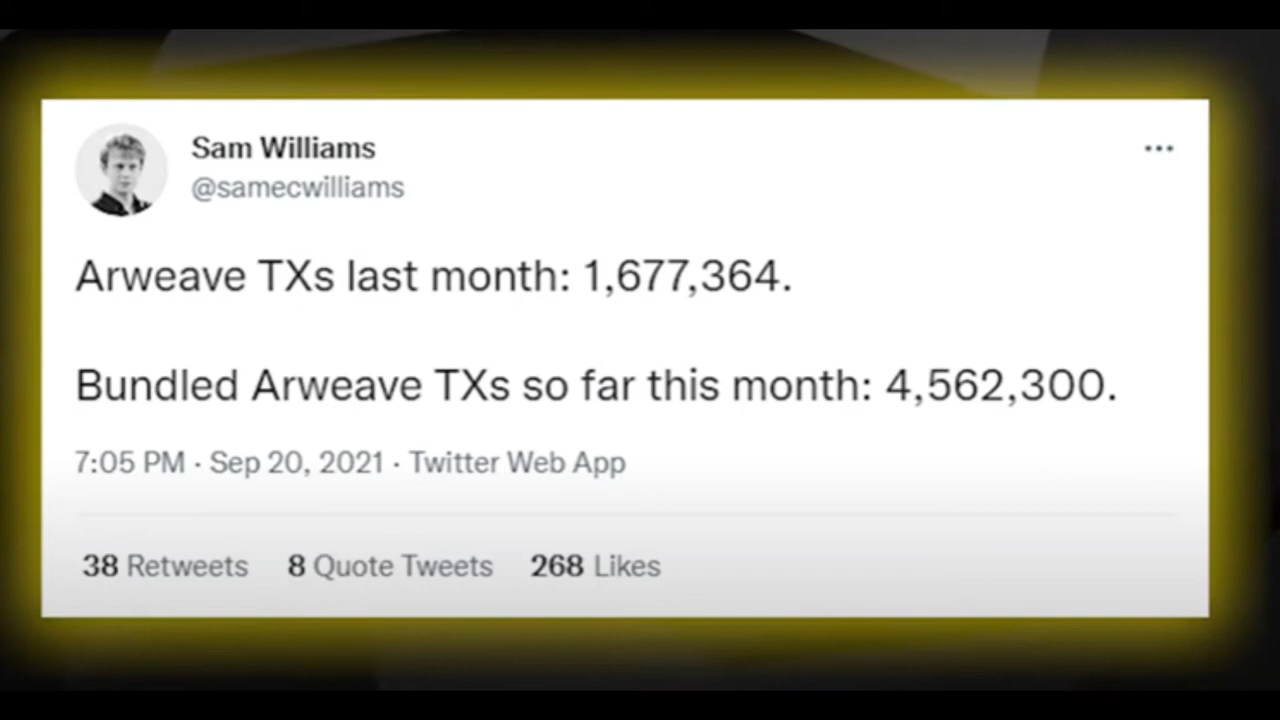 Sam Williams
@samecwilliams
Arweave TXs last month: 1,677,364.
Bundled Arweave TXs so far this month: 4,562,300.
7:05 PM · Sep 20, 2021 · Twitter Web App
38 Retweets 8 Quote Tweets 268 Likes